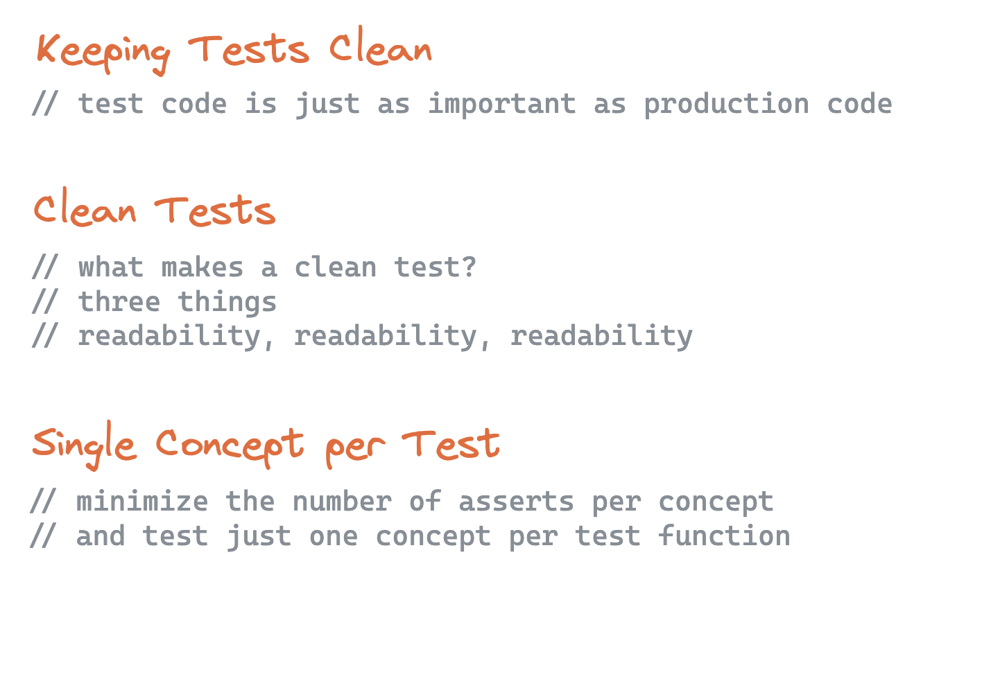 Keeping Tests Clean
// test code is just as important as production code
Clean Tests
// what makes a clean test?
// three things
// readability, readability, readability
Single Concept per Test
// minimize the number of asserts per concept
// and test just one concept per test function